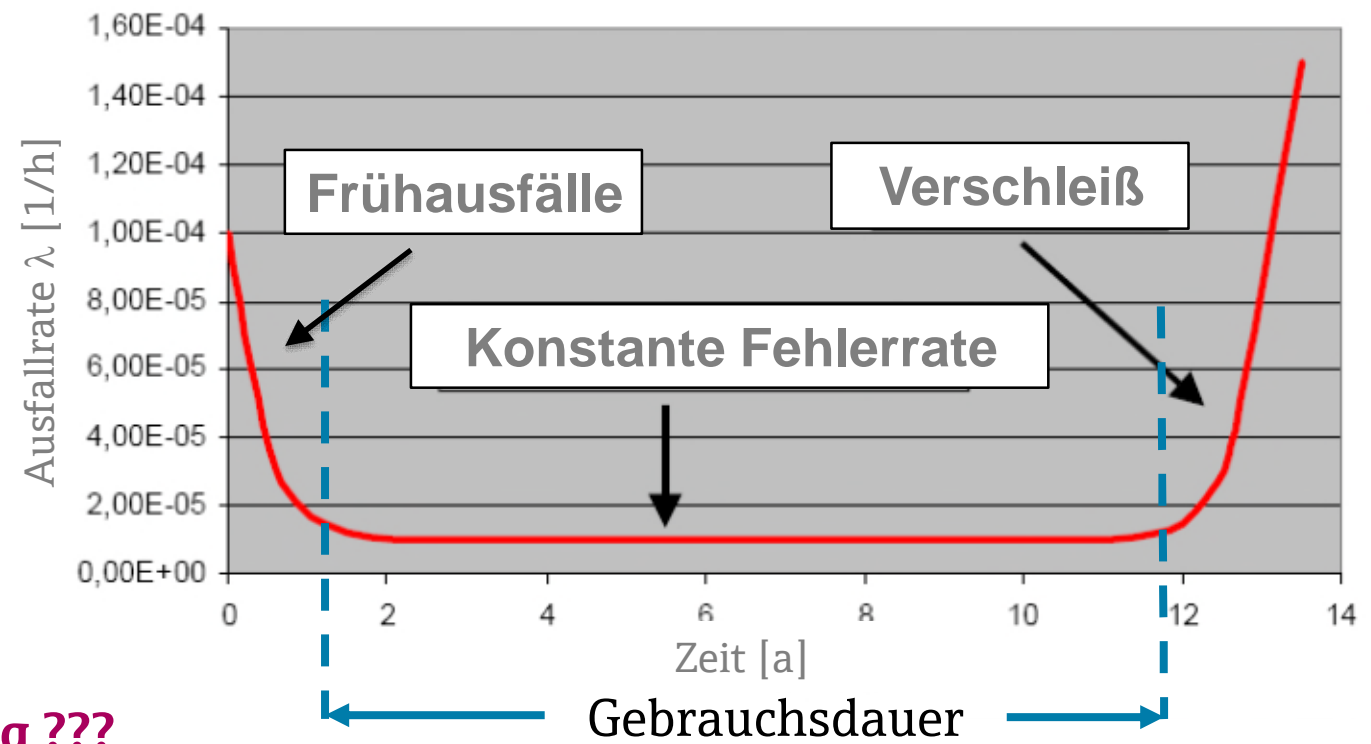 1,60E-04
1,40E-04
1,20E-04
1,00E-04
8,00E-05
6,00E-05
4,00E-05
2,00E-05
0,00E+00
Ausfallrate λ [1/h]
Frühausfälle
Verschleiß
Konstante Fehlerrate
0 2 4 6 8 10 12 14
Zeit [a]
Gebrauchsdauer
???